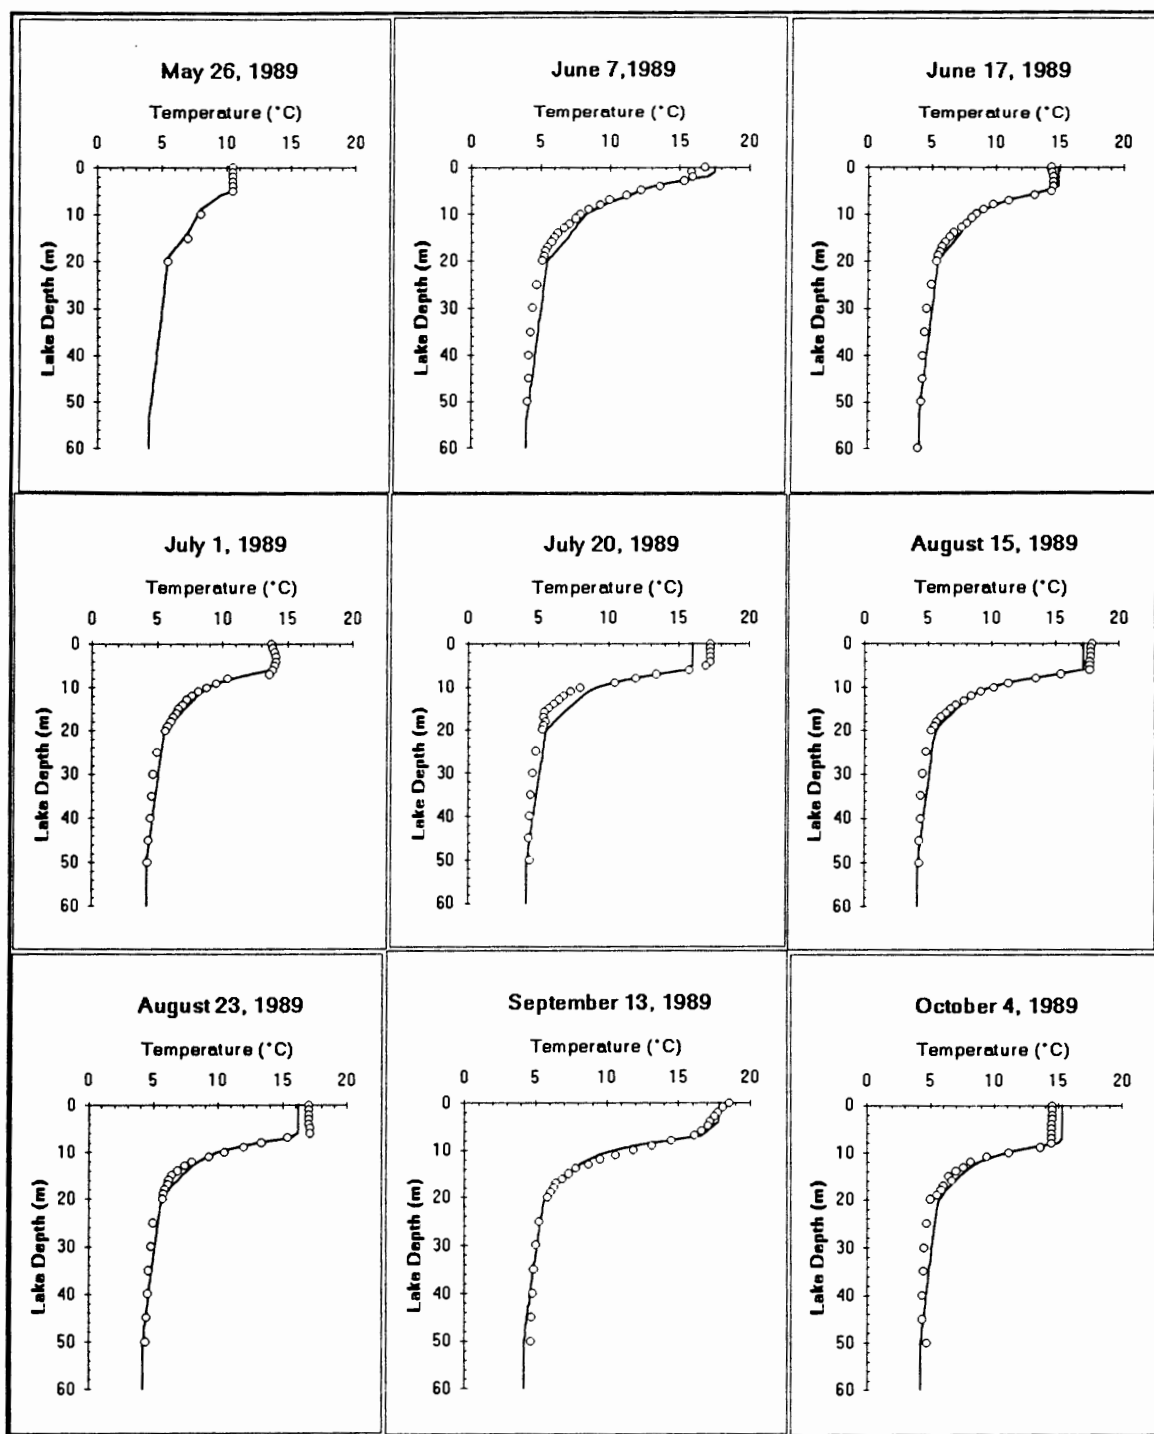 May 26, 1989
Temperature (°C)
0 5 10 15 20
0
10
20
30
40
50
60
Lake Depth (m)
June 7,1989
Temperature (°C)
0 5 10 15 20
0
10
20
30
40
50
60
Lake Depth (m)
June 17, 1989
Temperature (°C)
0 5 10 15 20
0
10
20
30
40
50
60
Lake Depth (m)
July 1, 1989
Temperature (°C)
0 5 10 15 20
0
10
20
30
40
50
60
Lake Depth (m)
July 20, 1989
Temperature (°C)
0 5 10 15 20
0
10
20
30
40
50
60
Lake Depth (m)
August 15, 1989
Temperature (°C)
0 5 10 15 20
0
10
20
30
40
50
60
Lake Depth (m)
August 23, 1989
Temperature (°C)
0 5 10 15 20
0
10
20
30
40
50
60
Lake Depth (m)
September 13, 1989
Temperature (°C)
0 5 10 15 20
0
10
20
30
40
50
60
Lake Depth (m)
October 4, 1989
Temperature (°C)
0 5 10 15 20
0
10
20
30
40
50
60
Lake Depth (m)